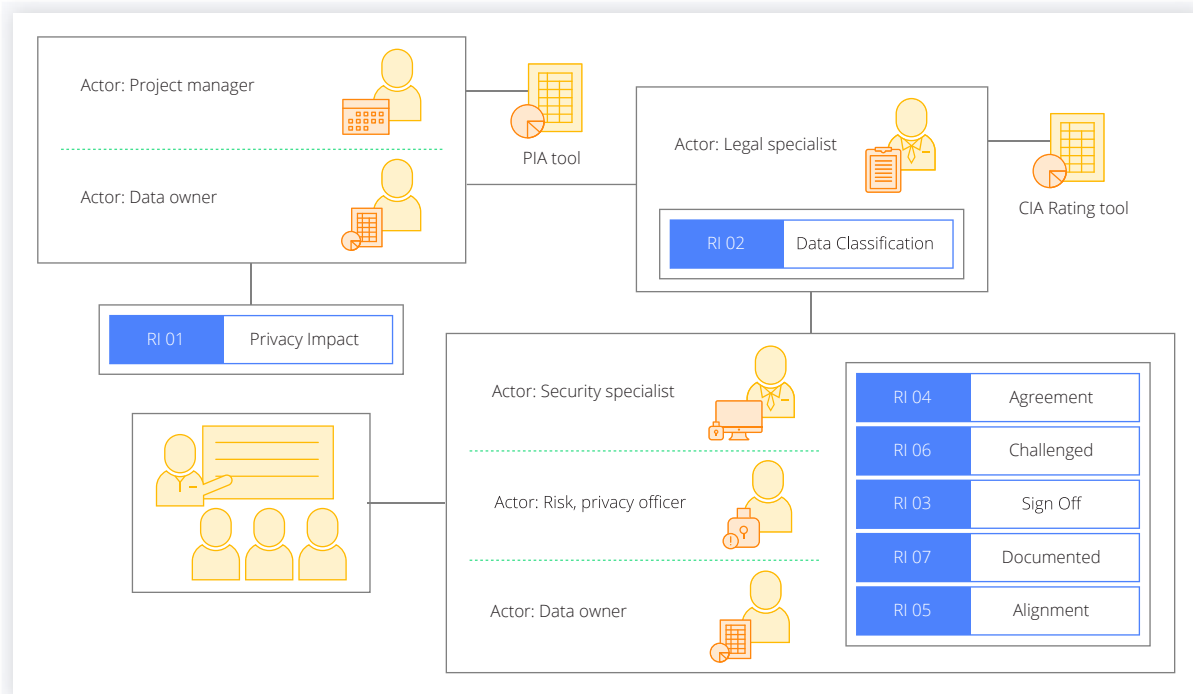 Actor: Project manager
Actor: Data owner
PIA tool
Actor: Legal specialist
CIA Rating tool
RI 02 Data Classification
RI 01 Privacy Impact
Actor: Security specialist
Actor: Risk, privacy officer
Actor: Data owner
RI 04 Agreement
RI 06 Challenged
RI 03 Sign Off
RI 07 Documented
RI 05 Alignment